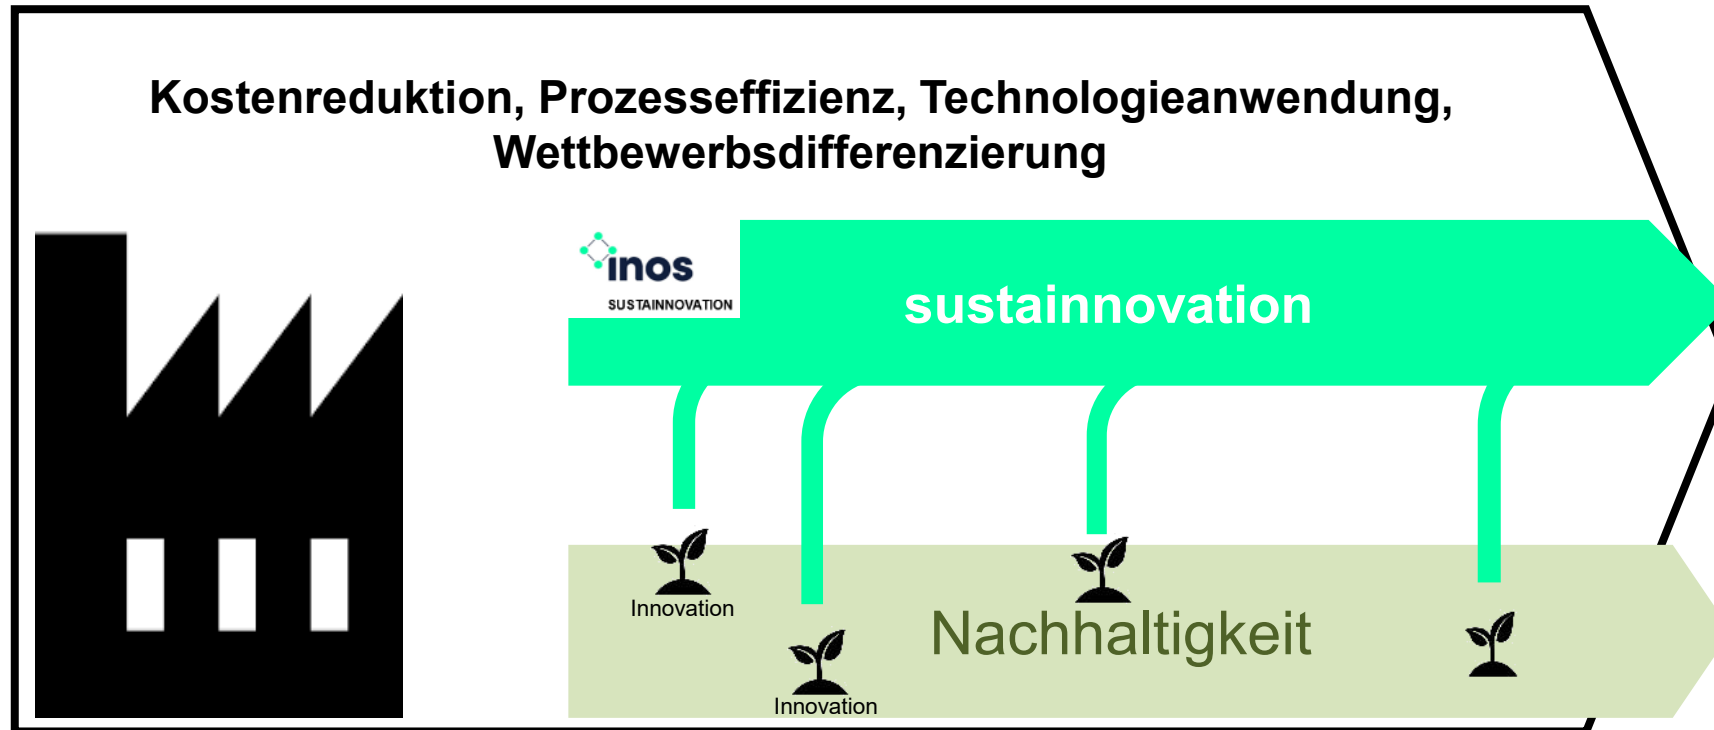 Kostenreduktion, Prozesseffizienz, Technologieanwendung,
Wettbewerbsdifferenzierung
inos
SUSTAINNOVATION
sustainnovation
Innovation
Nachhaltigkeit
Innovation